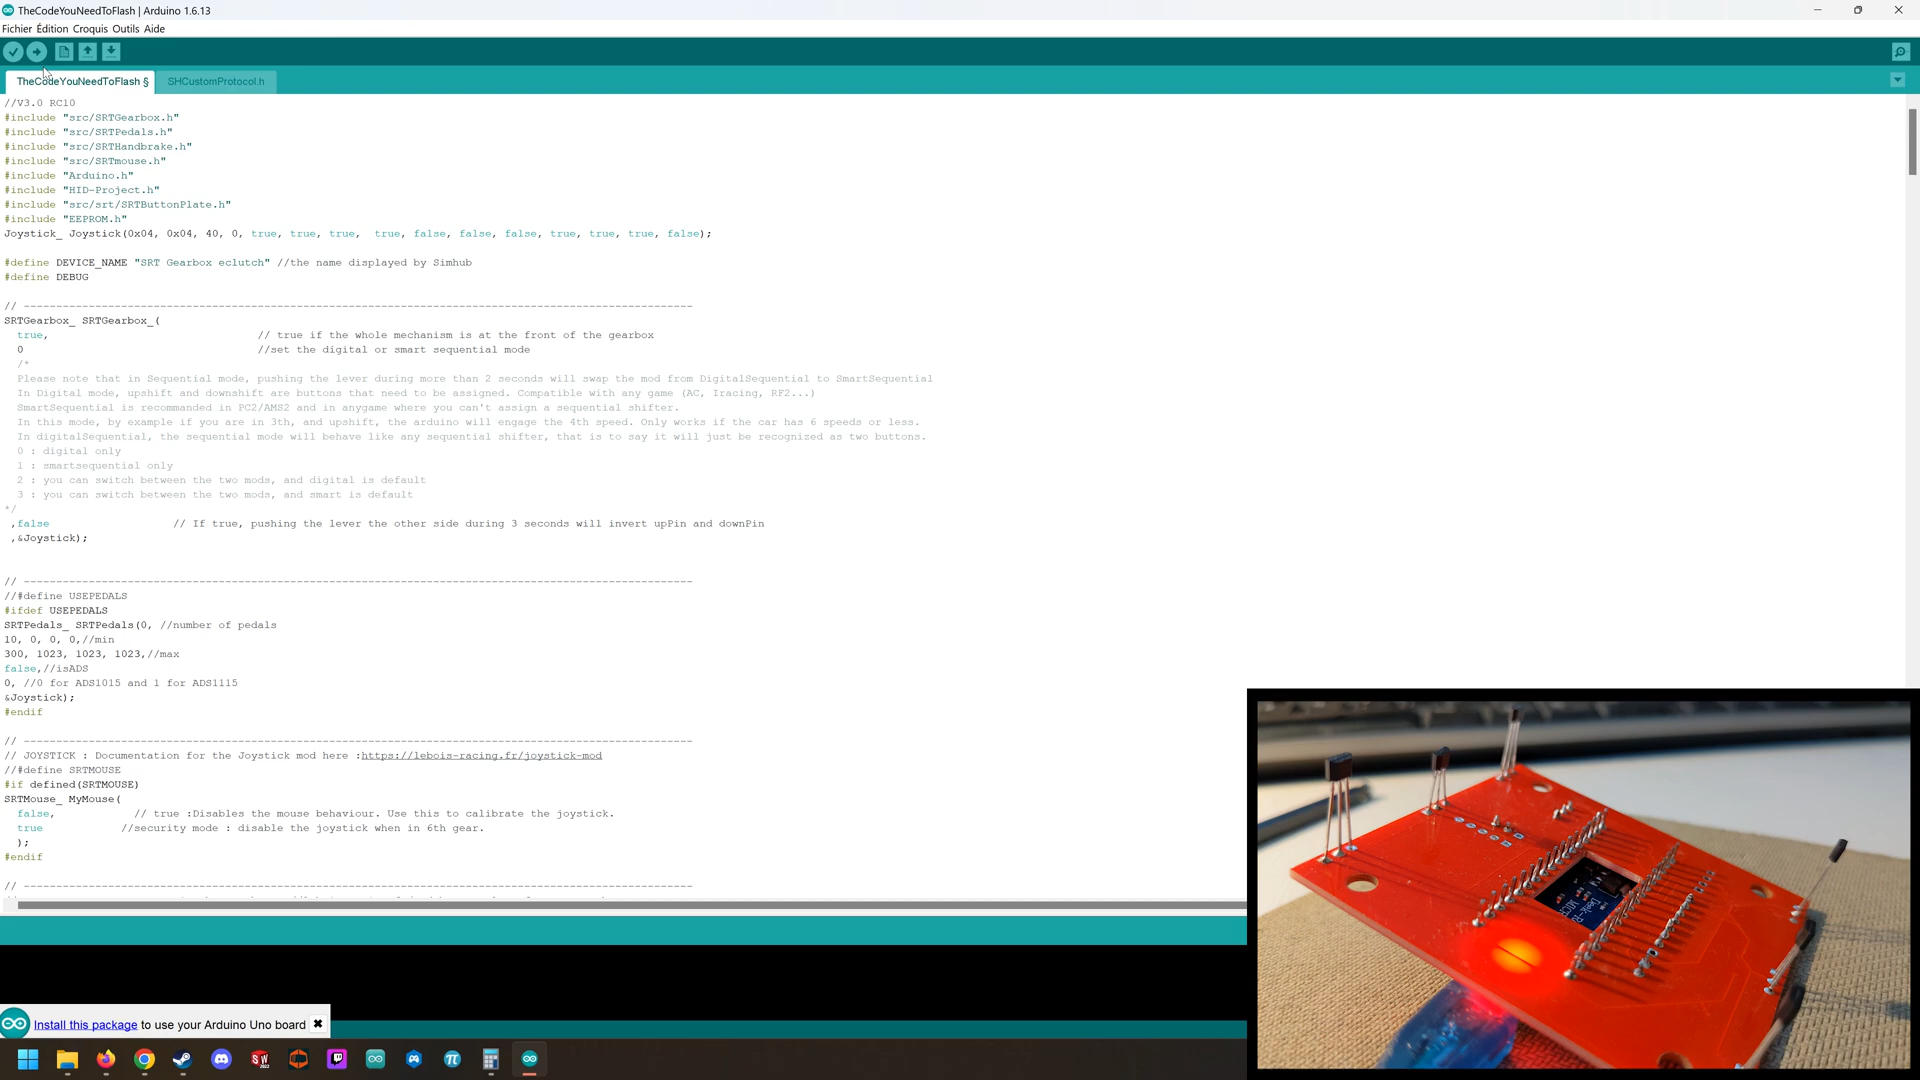 TheCodeYouNeedToFlash | Arduino 1.6.13
Fichier Édition Croquis Outils Aide
TheCodeYouNeedToFlash §
SHCustomProtocol.h
//V3.0 RC10
#include "src/SRTGearbox.h"
#include "src/SRTPedals.h"
#include "src/SRTHandbrake.h"
#include "src/SRTmouse.h"
#include "Arduino.h"
#include "HID-Project.h"
#include "src/srt/SRTButtonPlate.h"
#include "EEPROM.h"
Joystick_ Joystick(0x04, 0x04, 40, 0, true, true, true, true, false, false, false, true, true, true, false);
#define DEVICE_NAME "SRT Gearbox eclutch" //the name displayed by Simhub
#define DEBUG
// -------------------------------------------------------------------------------------------------------
SRTGearbox_ SRTGearbox_(
true, // true if the whole mechanism is at the front of the gearbox
0 //set the digital or smart sequential mode
/*
Please note that in Sequential mode, pushing the lever during more than 2 seconds will swap the mod from DigitalSequential to SmartSequential
In Digital mode, upshift and downshift are buttons that need to be assigned. Compatible with any game (AC, Iracing, RF2...)
SmartSequential is recommanded in PC2/AMS2 and in anygame where you can't assign a sequential shifter.
In this mode, by example if you are in 3th, and upshift, the arduino will engage the 4th speed. Only works if the car has 6 speeds or less.
In digitalSequential, the sequential mode will behave like any sequential shifter, that is to say it will just be recognized as two buttons.
0 : digital only
1 : smartsequential only
2 : you can switch between the two mods, and digital is default
3 : you can switch between the two mods, and smart is default
*/
,false // If true, pushing the lever the other side during 3 seconds will invert upPin and downPin
,&Joystick);
// -------------------------------------------------------------------------------------------------------
//#define USEPEDALS
#ifdef USEPEDALS
SRTPedals_ SRTPedals(0, //number of pedals
10, 0, 0, 0,//min
300, 1023, 1023, 1023,//max
false,//isADS
0, //0 for ADS1015 and 1 for ADS1115
&Joystick);
#endif
// -------------------------------------------------------------------------------------------------------
// JOYSTICK : Documentation for the Joystick mod here :https://lebois-racing.fr/joystick-mod
//#define SRTMOUSE
#if defined(SRTMOUSE)
SRTMouse_ MyMouse(
false, // true :Disables the mouse behaviour. Use this to calibrate the joystick.
true //security mode : disable the joystick when in 6th gear.
);
#endif
// -------------------------------------------------------------------------------------------------------
Install this package to use your Arduino Uno board